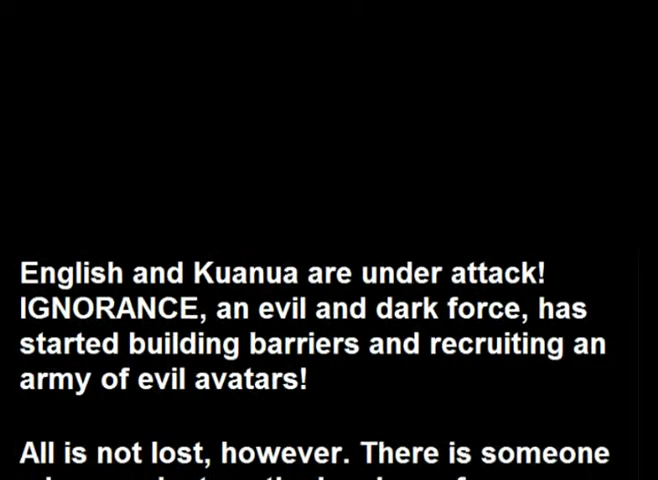 English and Kuanua are under attack!
IGNORANCE, an evil and dark force, has
started building barriers and recruiting an
army of evil avatars!
All is not lost, however. There is someone